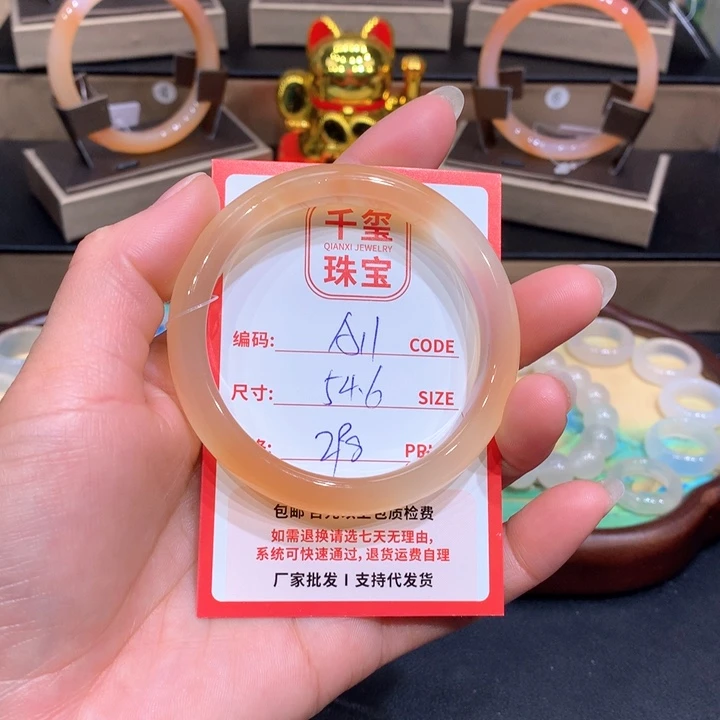 千玺
QIANXI JEWELRY
珠宝
编码: A11 CODE
尺寸: 54.6 SIZE
298
如需退换请选七天无理由,
系统可快速通过, 退货运费自理
厂家批发 I 支持代发货